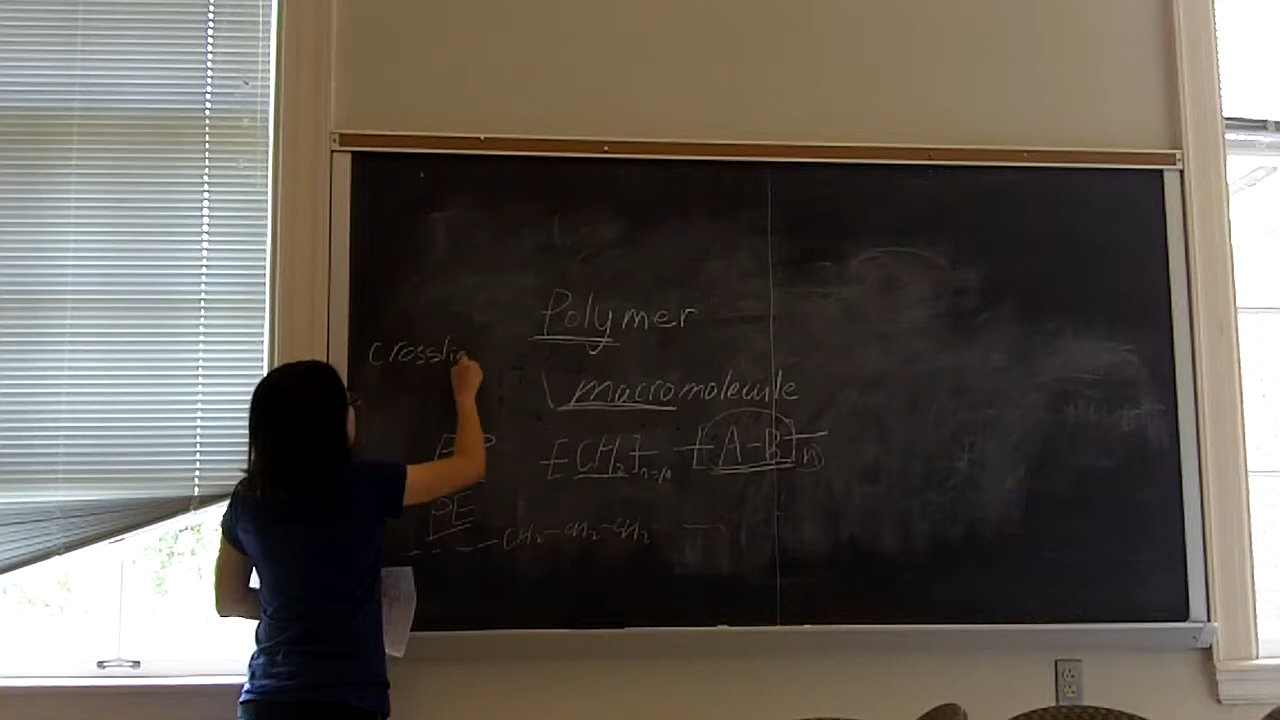 Polymer
crosslin
macromolecule
[CH₂]ₙ₋ₚ [A-B]ₙ
PE
- - - - CH₂-CH₂-CH₂ —